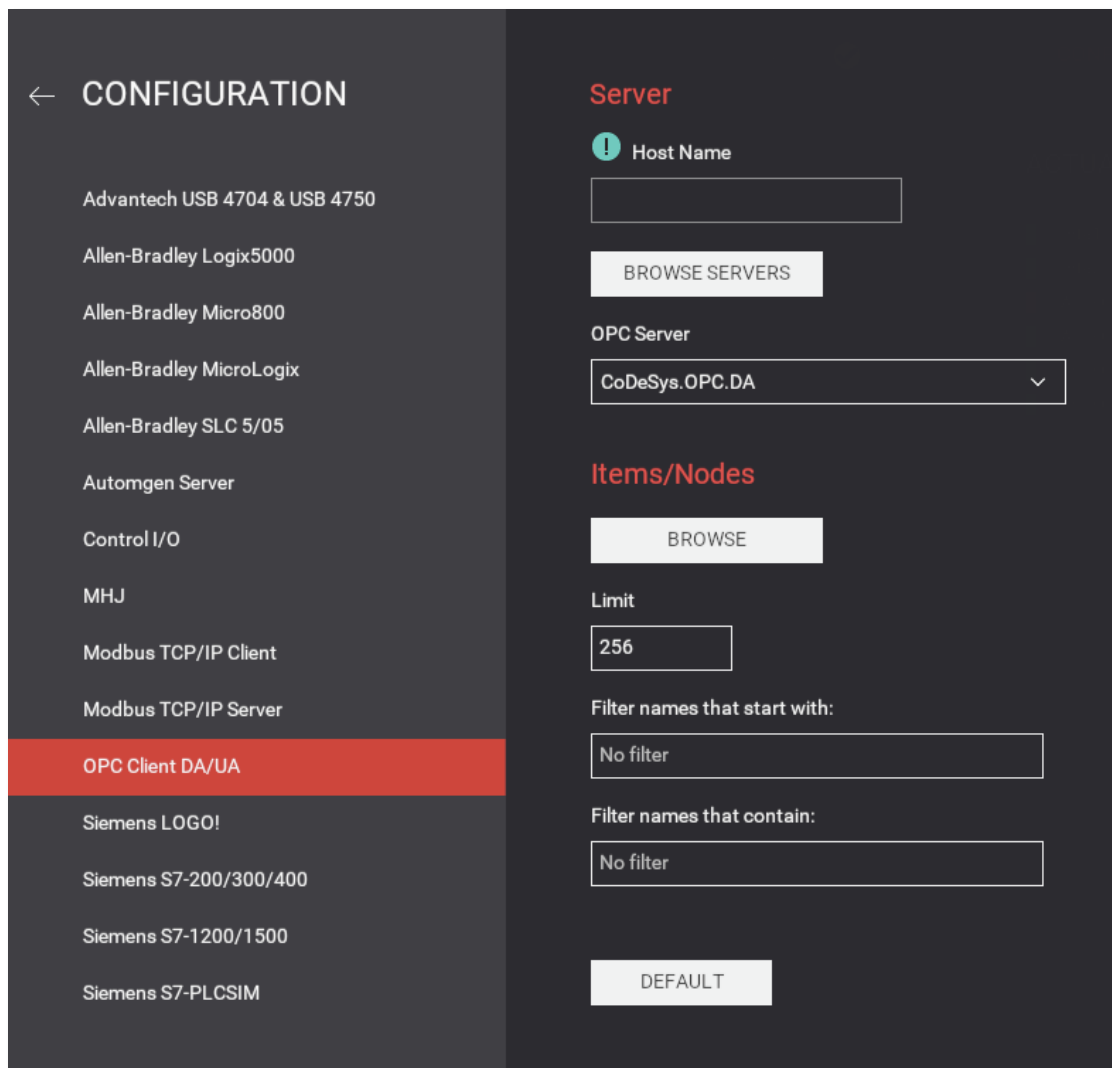 CONFIGURATION
Advantech USB 4704 & USB 4750
Allen-Bradley Logix5000
Allen-Bradley Micro800
Allen-Bradley MicroLogix
Allen-Bradley SLC 5/05
Automgen Server
Control I/O
MHJ
Modbus TCP/IP Client
Modbus TCP/IP Server
OPC Client DA/UA
Siemens LOGO!
Siemens S7-200/300/400
Siemens S7-1200/1500
Siemens S7-PLCSIM
Server
! Host Name
BROWSE SERVERS
OPC Server
CoDeSys.OPC.DA
Items/Nodes
BROWSE
Limit
256
Filter names that start with:
No filter
Filter names that contain:
No filter
DEFAULT